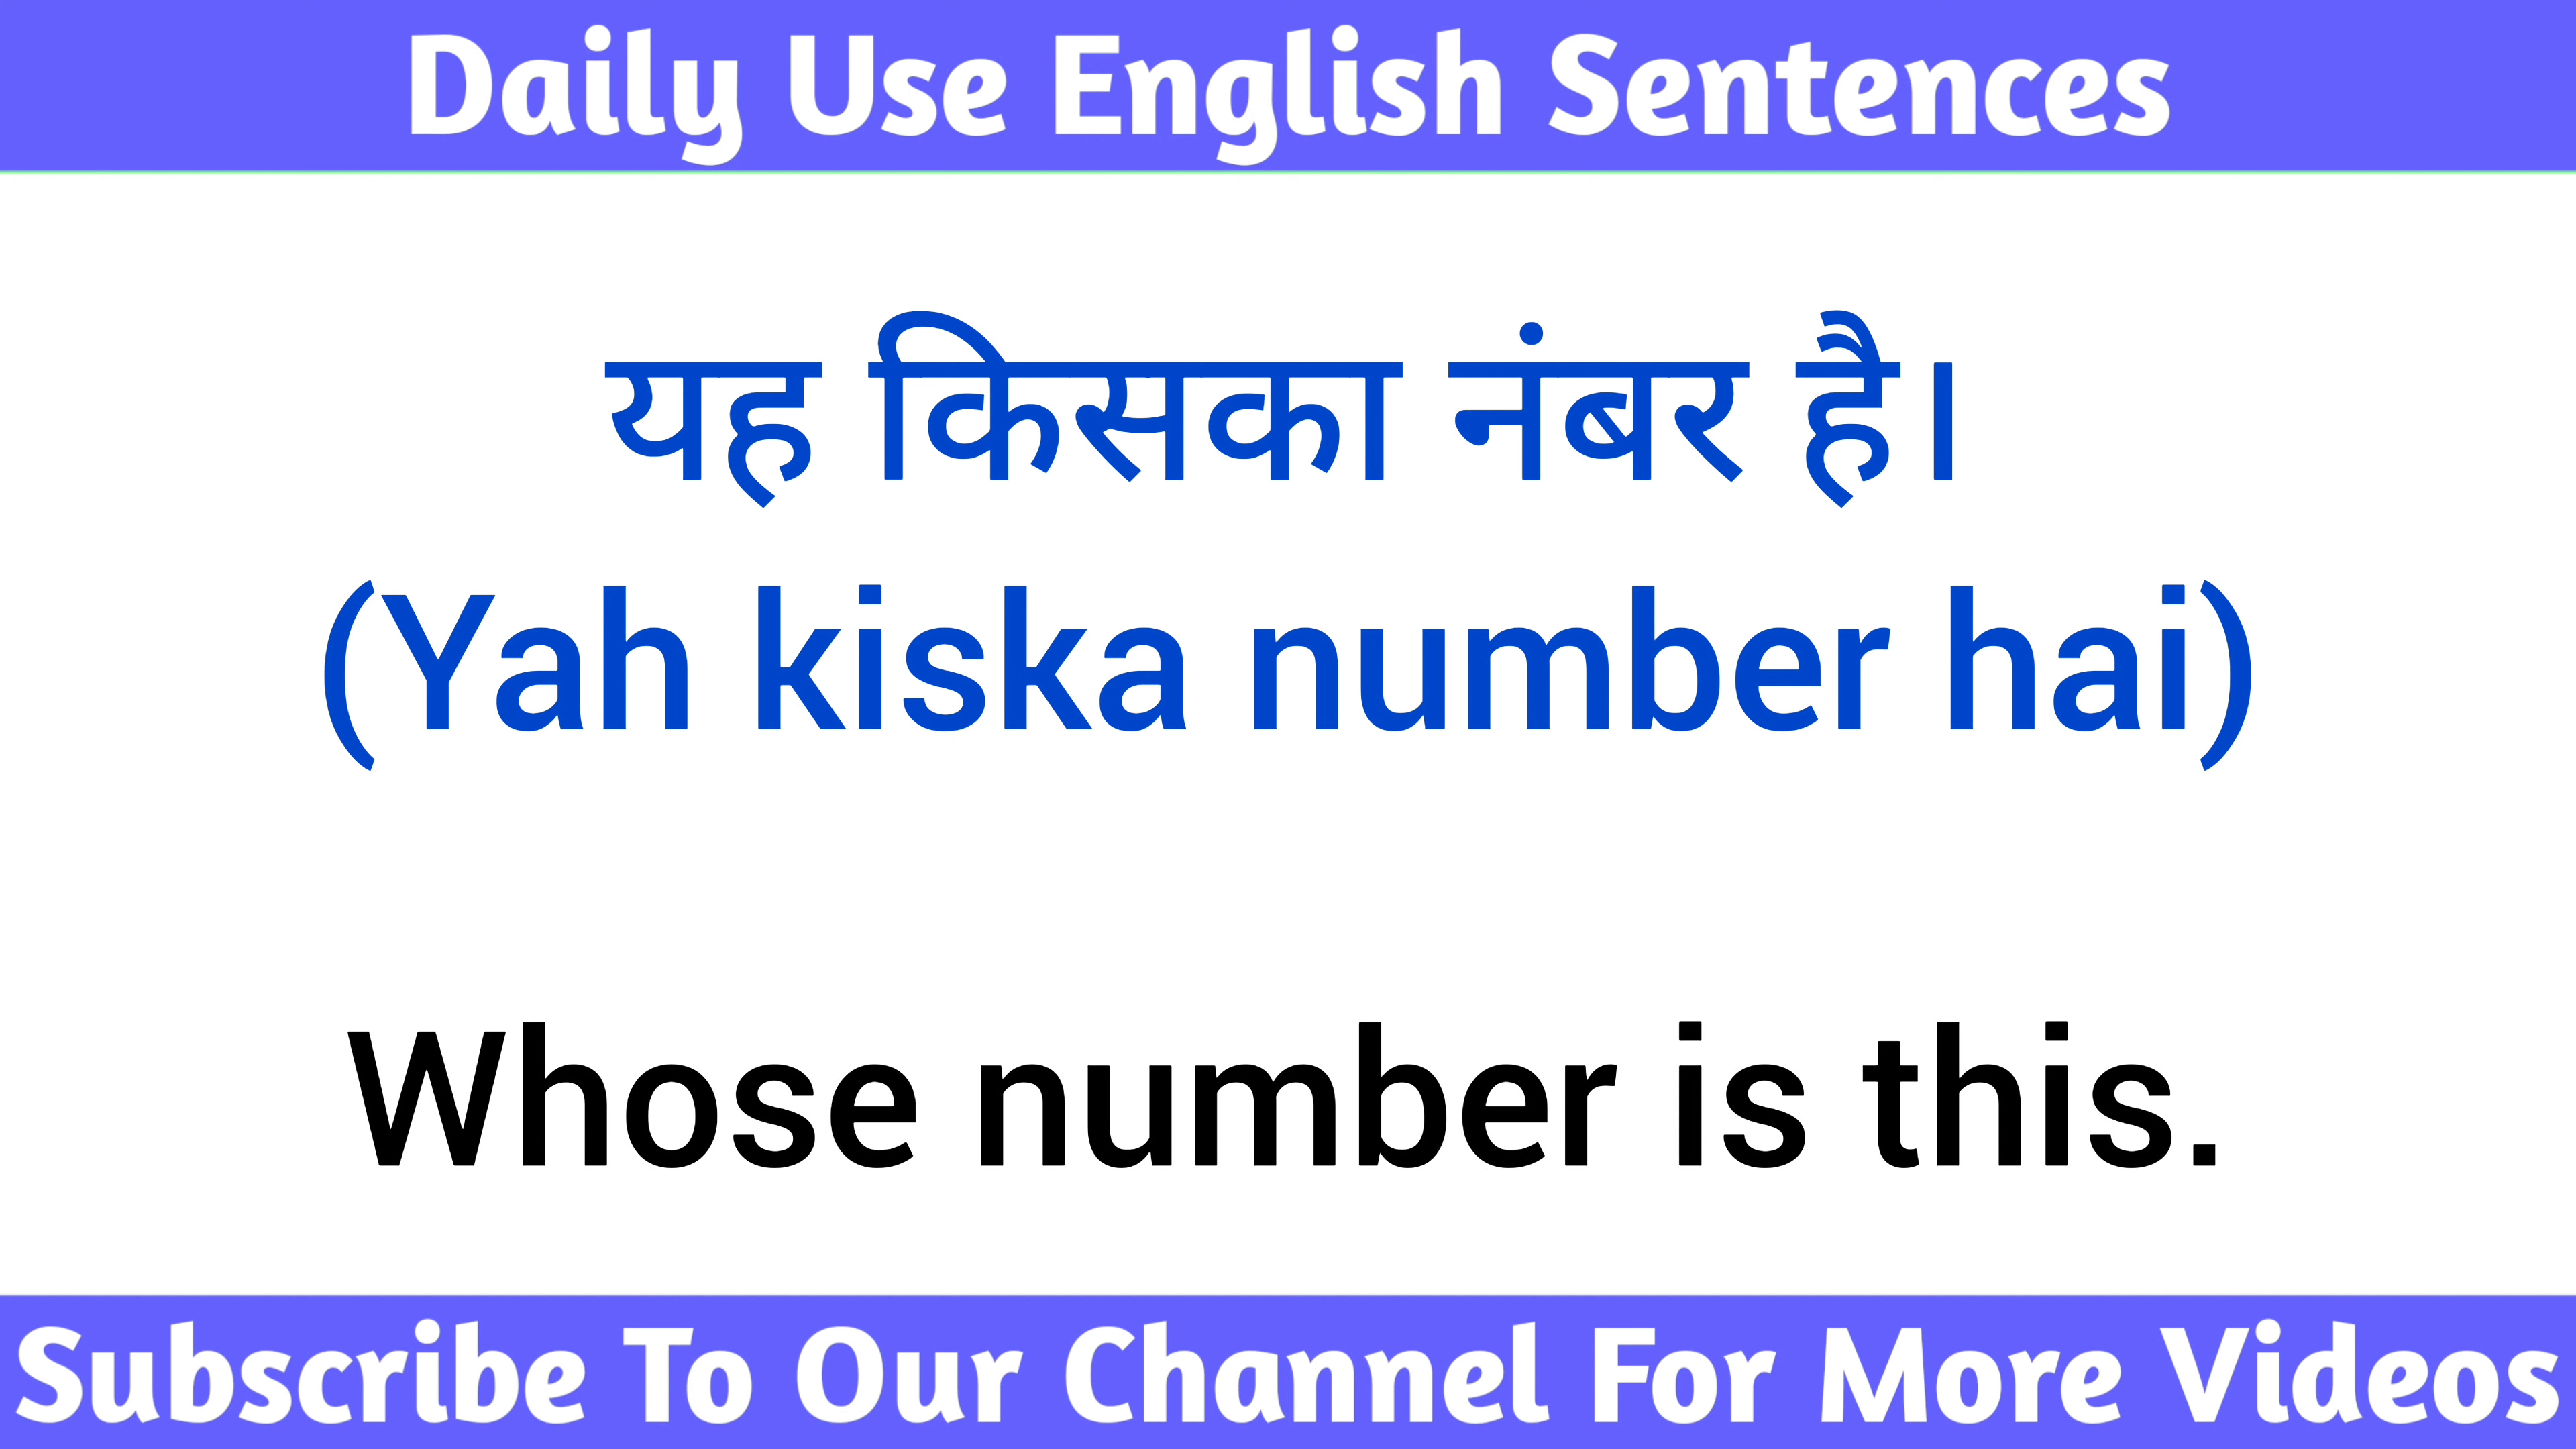 Daily Use English Sentences
यह किसका नंबर है।
(Yah kiska number hai)
Whose number is this.
Subscribe To Our Channel For More Videos